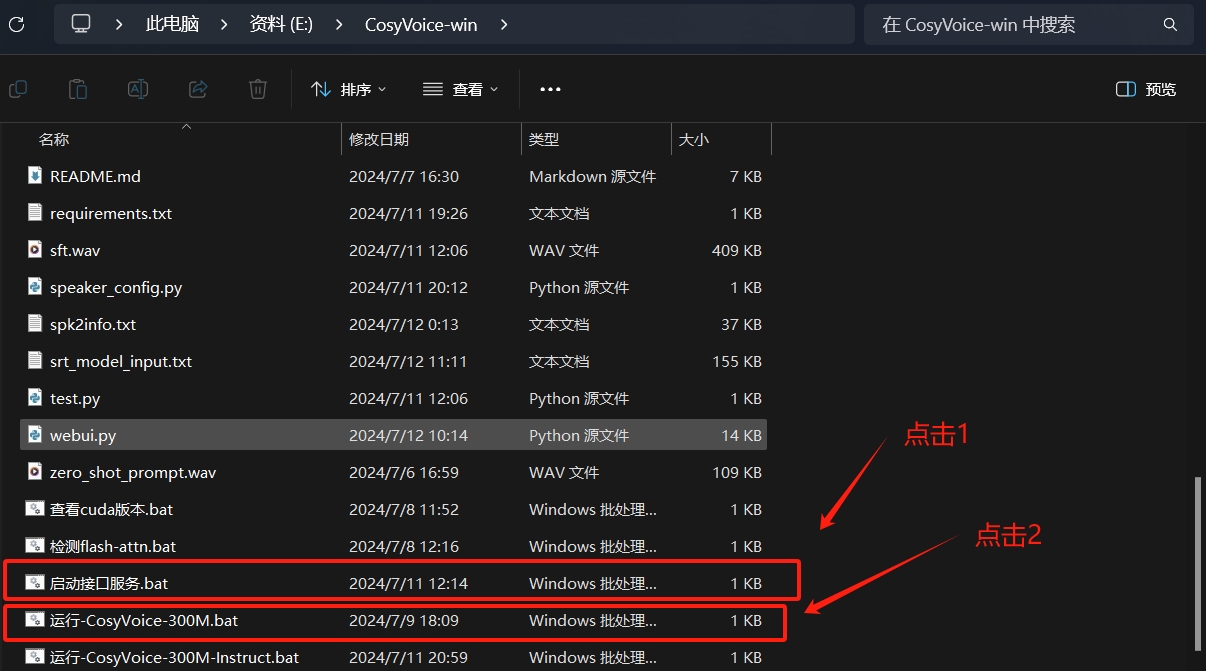 此电脑 资料 (E:) CosyVoice-win 在 CosyVoice-win 中搜索
排序 查看 预览
名称 修改日期 类型 大小
README.md 2024/7/7 16:30 Markdown 源文件 7 KB
requirements.txt 2024/7/11 19:26 文本文档 1 KB
sft.wav 2024/7/11 12:06 WAV 文件 409 KB
speaker_config.py 2024/7/11 20:12 Python 源文件 1 KB
spk2info.txt 2024/7/12 0:13 文本文档 37 KB
srt_model_input.txt 2024/7/12 11:11 文本文档 155 KB
test.py 2024/7/11 12:06 Python 源文件 1 KB
点击1
webui.py 2024/7/12 10:14 Python 源文件 14 KB
zero_shot_prompt.wav 2024/7/6 16:59 WAV 文件 109 KB
查看cuda版本.bat 2024/7/8 11:52 Windows 批处理... 1 KB
点击2
检测flash-attn.bat 2024/7/8 12:16 Windows 批处理... 1 KB
启动接口服务.bat 2024/7/11 12:14 Windows 批处理... 1 KB
运行-CosyVoice-300M.bat 2024/7/9 18:09 Windows 批处理... 1 KB
运行-CosyVoice-300M-Instruct.bat 2024/7/11 20:59 Windows 批处理... 1 KB